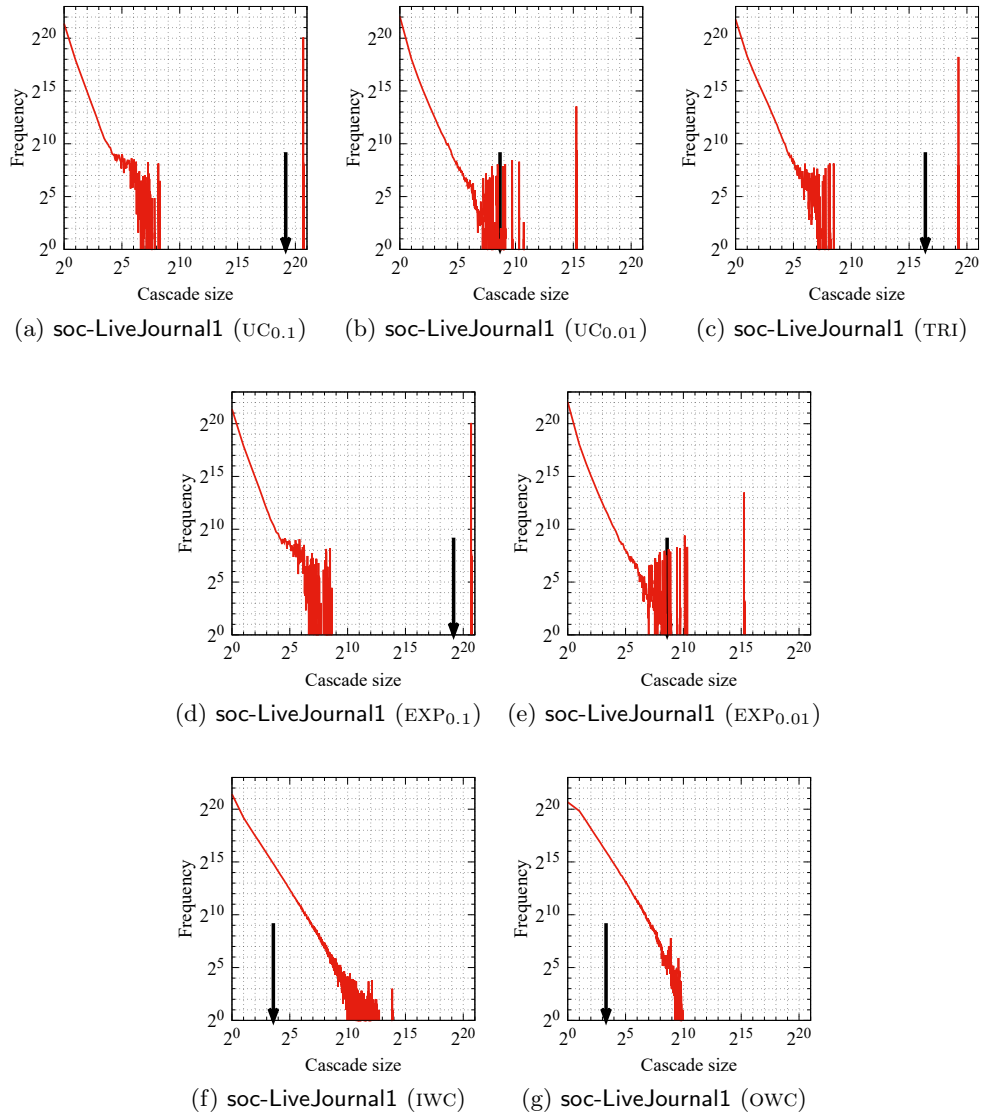 Frequency
2^20
2^15
2^10
2^5
2^0
2^0 2^5 2^10 2^15 2^20
Cascade size
(a) soc-LiveJournal1 (UC_0.1)
Frequency
2^20
2^15
2^10
2^5
2^0
2^0 2^5 2^10 2^15 2^20
Cascade size
(b) soc-LiveJournal1 (UC_0.01)
Frequency
2^20
2^15
2^10
2^5
2^0
2^0 2^5 2^10 2^15 2^20
Cascade size
(c) soc-LiveJournal1 (TRI)
Frequency
2^20
2^15
2^10
2^5
2^0
2^0 2^5 2^10 2^15 2^20
Cascade size
(d) soc-LiveJournal1 (EXP_0.1)
Frequency
2^20
2^15
2^10
2^5
2^0
2^0 2^5 2^10 2^15 2^20
Cascade size
(e) soc-LiveJournal1 (EXP_0.01)
Frequency
2^20
2^15
2^10
2^5
2^0
2^0 2^5 2^10 2^15 2^20
Cascade size
(f) soc-LiveJournal1 (IWC)
Frequency
2^20
2^15
2^10
2^5
2^0
2^0 2^5 2^10 2^15 2^20
Cascade size
(g) soc-LiveJournal1 (OWC)